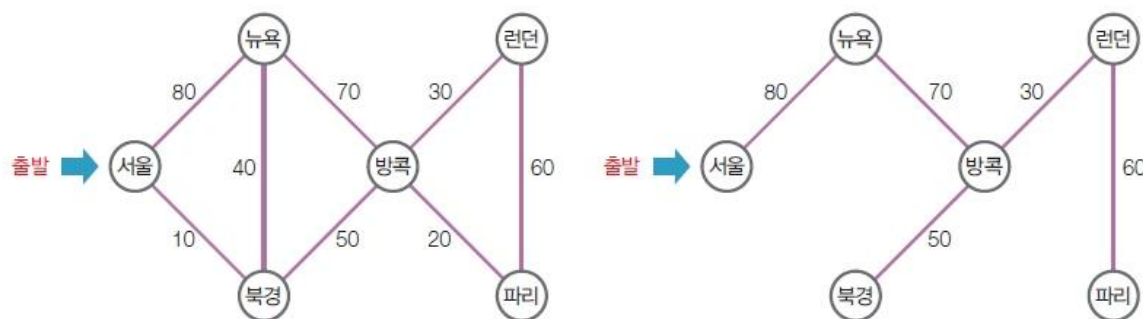 뉴욕 런던 뉴욕 런던
80 70 30 80 70 30
출발 서울 40 방콕 60 출발 서울 방콕 60
10 50 20 50
북경 파리 북경 파리